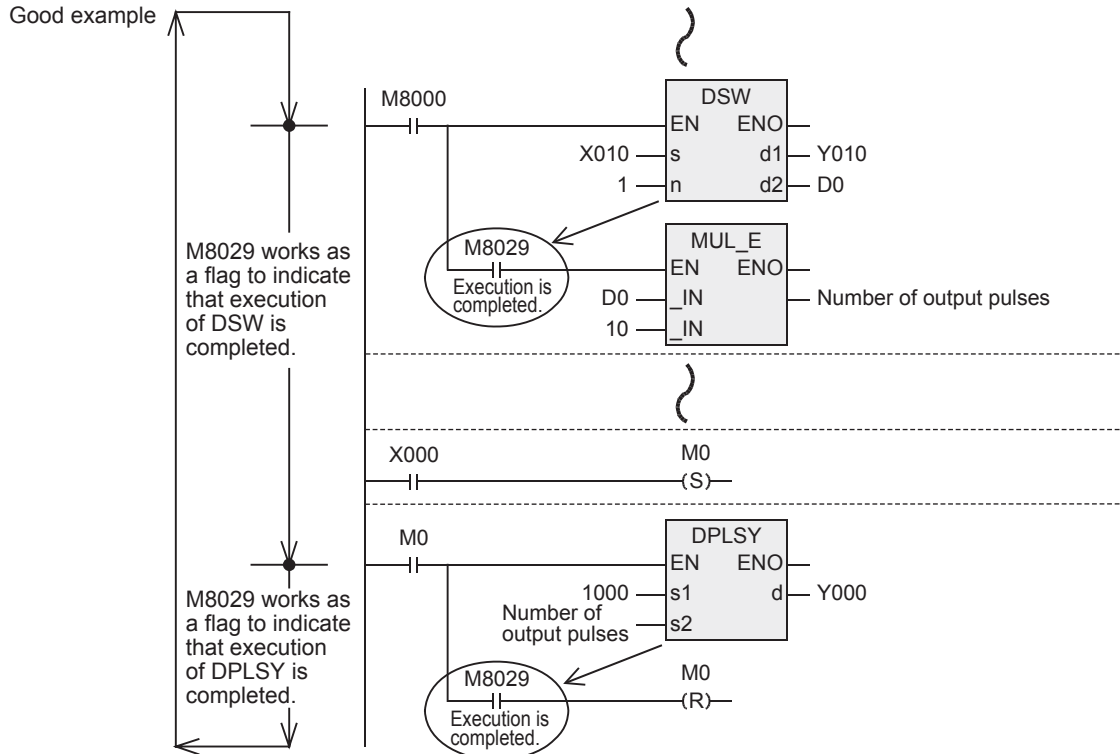 Good example
M8000
DSW
EN ENO
X010 s d1 Y010
1 n d2 D0
M8029 works as
a flag to indicate
that execution
of DSW is
completed.
M8029
Execution is
completed.
MUL_E
EN ENO
D0 _IN Number of output pulses
10 _IN
X000 M0
(S)
M0
DPLSY
EN ENO
1000 s1 d Y000
Number of
output pulses s2
M8029 works as
a flag to indicate
that execution
of DPLSY is
completed.
M8029 M0
(R)
Execution is
completed.